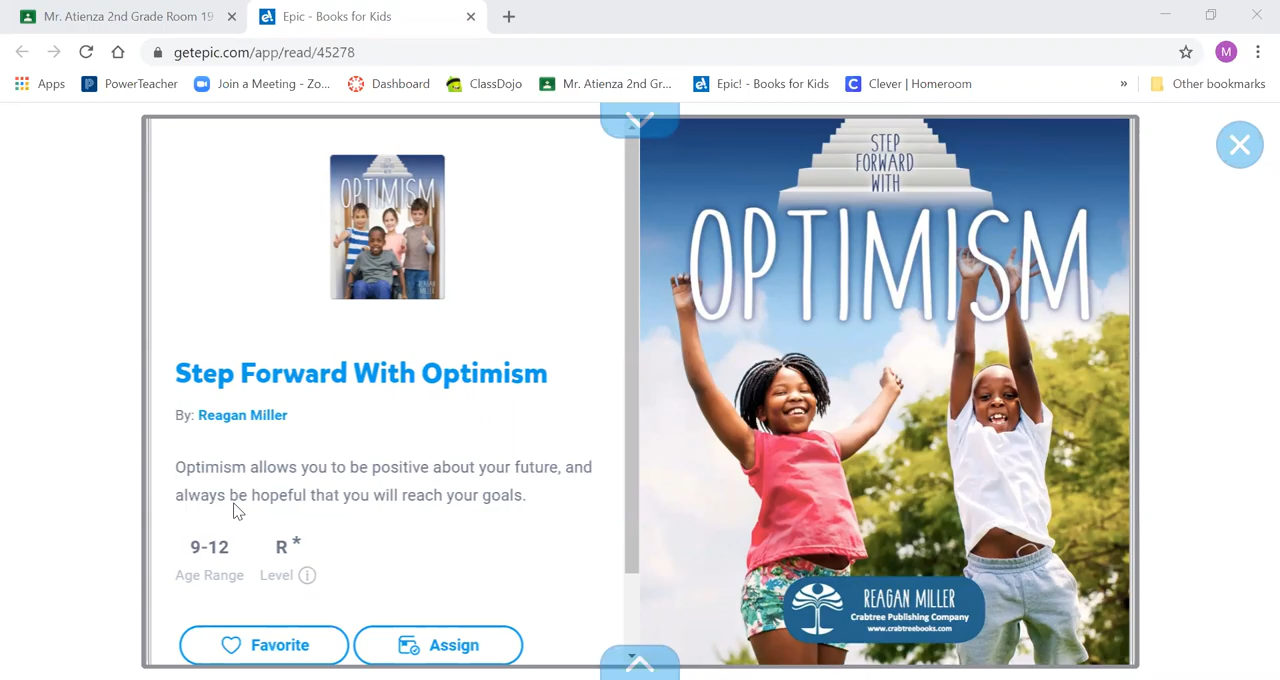 Mr. Atienza 2nd Grade Room 19
Epic - Books for Kids
getepic.com/app/read/45278
M
Apps
PowerTeacher
Join a Meeting - Zo...
Dashboard
ClassDojo
Mr. Atienza 2nd Gr...
Epic! - Books for Kids
Clever | Homeroom
»
Other bookmarks
OPTIMISM
REAGAN
MILLER
Step Forward With Optimism
By: Reagan Miller
Optimism allows you to be positive about your future, and
always be hopeful that you will reach your goals.
9-12
R *
Age Range
Level
Favorite
Assign
STEP
FORWARD
WITH
OPTIMISM
REAGAN MILLER
Crabtree Publishing Company
www.crabtreebooks.com